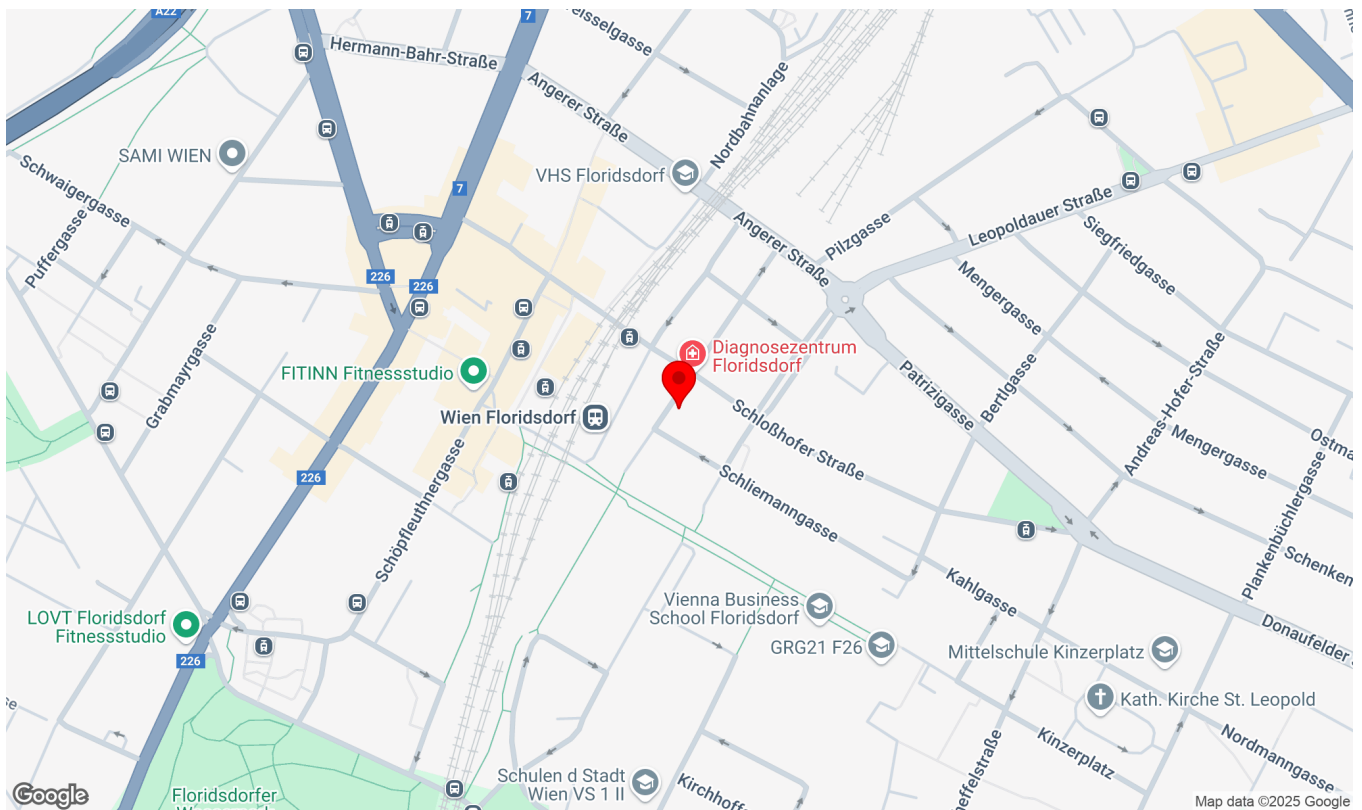 A22
7
eisselgasse
Hermann-Bahr-Straße
Angerer Straße
Nordbahnanlage
SAMI WIEN
VHS Floridsdorf
Schwaigergasse
7
Puffergasse
Angerer Straße
Pilzgasse
Leopoldauer Straße
Siegfriedgasse
Mengergasse
226
226
Grabmayrgasse
FITINN Fitnessstudio
Diagnosezentrum
Floridsdorf
Patrizigasse
Bertlgasse
Andreas-Hofer-Straße
Wien Floridsdorf
Schloßhofer Straße
Mengergasse
Ostma
226
Schliemanngasse
Plankenbüchlergasse
Schöpfleuthnergasse
Schenken
Kahlgasse
Vienna Business
School Floridsdorf
LOVT Floridsdorf
Fitnessstudio
Donaufelder
GRG21 F26
Mittelschule Kinzerplatz
226
Kath. Kirche St. Leopold
Kinzerplatz
Nordmanngasse
Schulen d Stadt
Wien VS 1 II
Kirchhoffe
effelstraße
Floridsdorfer
Google
Map data ©2025 Google